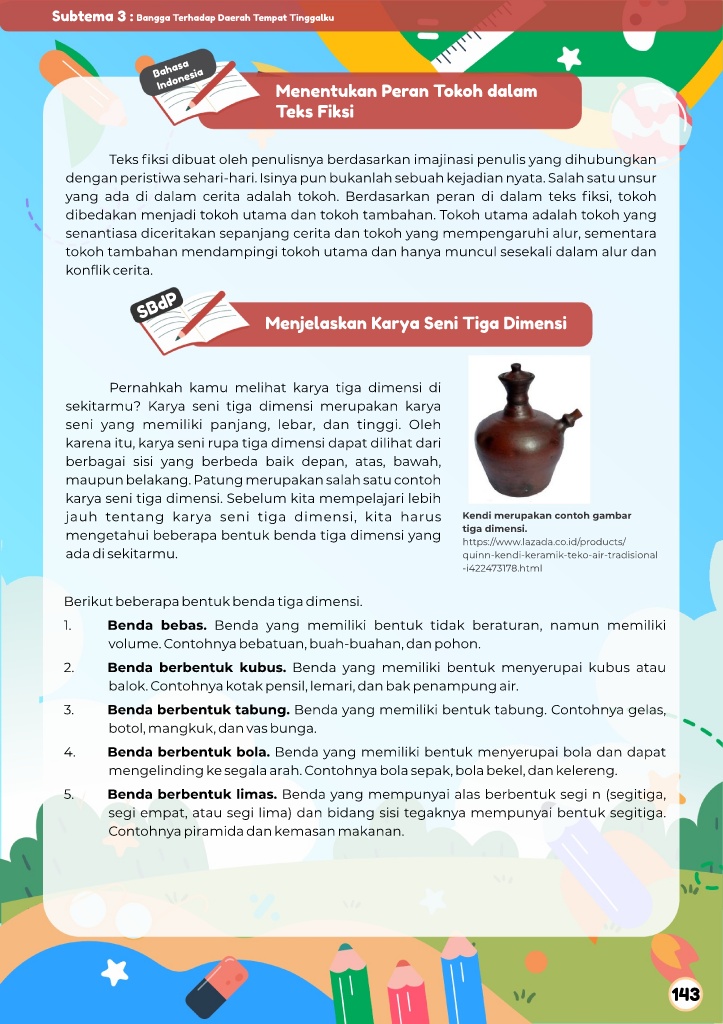 Subtema 3 : Bangga Terhadap Daerah Tempat Tinggalku
Bahasa
Indonesia
Menentukan Peran Tokoh dalam
Teks Fiksi
Teks fiksi dibuat oleh penulisnya berdasarkan imajinasi penulis yang dihubungkan
dengan peristiwa sehari-hari. Isinya pun bukanlah sebuah kejadian nyata. Salah satu unsur
yang ada di dalam cerita adalah tokoh. Berdasarkan peran di dalam teks fiksi, tokoh
dibedakan menjadi tokoh utama dan tokoh tambahan. Tokoh utama adalah tokoh yang
senantiasa diceritakan sepanjang cerita dan tokoh yang mempengaruhi alur, sementara
tokoh tambahan mendampingi tokoh utama dan hanya muncul sesekali dalam alur dan
konflik cerita.
SBdP
Menjelaskan Karya Seni Tiga Dimensi
Pernahkah kamu melihat karya tiga dimensi di
sekitarmu? Karya seni tiga dimensi merupakan karya
seni yang memiliki panjang, lebar, dan tinggi. Oleh
karena itu, karya seni rupa tiga dimensi dapat dilihat dari
berbagai sisi yang berbeda baik depan, atas, bawah,
maupun belakang. Patung merupakan salah satu contoh
karya seni tiga dimensi. Sebelum kita mempelajari lebih
jauh tentang karya seni tiga dimensi, kita harus
mengetahui beberapa bentuk benda tiga dimensi yang
ada di sekitarmu.
Kendi merupakan contoh gambar
tiga dimensi.
https://www.lazada.co.id/products/
quinn-kendi-keramik-teko-air-tradisional
-i422473178.html
Berikut beberapa bentuk benda tiga dimensi.
1. Benda bebas. Benda yang memiliki bentuk tidak beraturan, namun memiliki
volume. Contohnya bebatuan, buah-buahan, dan pohon.
2. Benda berbentuk kubus. Benda yang memiliki bentuk menyerupai kubus atau
balok. Contohnya kotak pensil, lemari, dan bak penampung air.
3. Benda berbentuk tabung. Benda yang memiliki bentuk tabung. Contohnya gelas,
botol, mangkuk, dan vas bunga.
4. Benda berbentuk bola. Benda yang memiliki bentuk menyerupai bola dan dapat
mengelinding ke segala arah. Contohnya bola sepak, bola bekel, dan kelereng.
5. Benda berbentuk limas. Benda yang mempunyai alas berbentuk segi n (segitiga,
segi empat, atau segi lima) dan bidang sisi tegaknya mempunyai bentuk segitiga.
Contohnya piramida dan kemasan makanan.
143